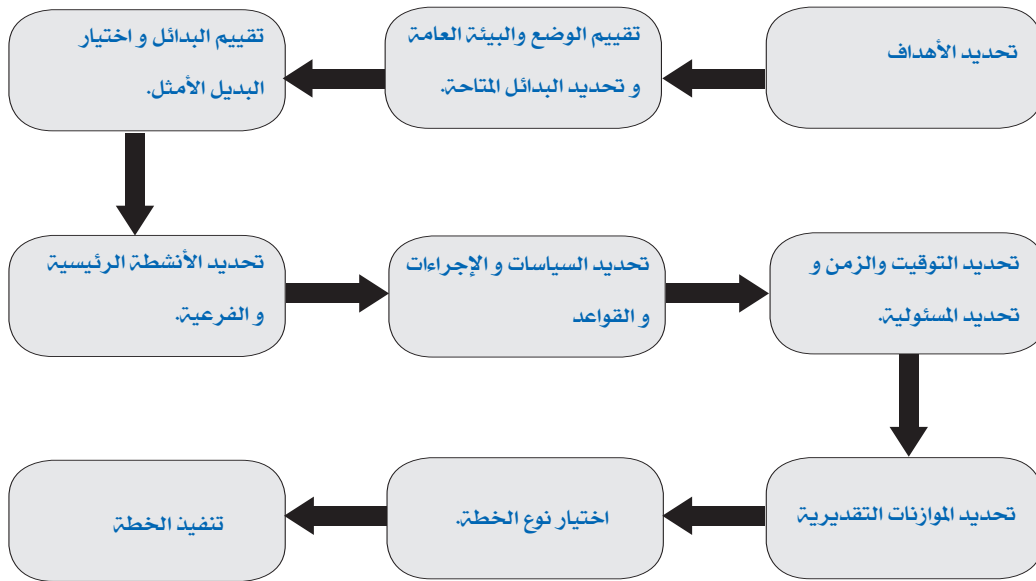 تحديد الأهداف
تقييم الوضع والبيئة العامة
و تحديد البدائل المتاحة.
تقييم البدائل و اختيار
البديل الأمثل.
تحديد الأنشطة الرئيسية
و الفرعية.
تحديد السياسات و الإجراءات
و القواعد
تحديد التوقيت والزمن و
تحديد المسئولية.
تحديد الموازنات التقديرية
اختيار نوع الخطة.
تنفيذ الخطة